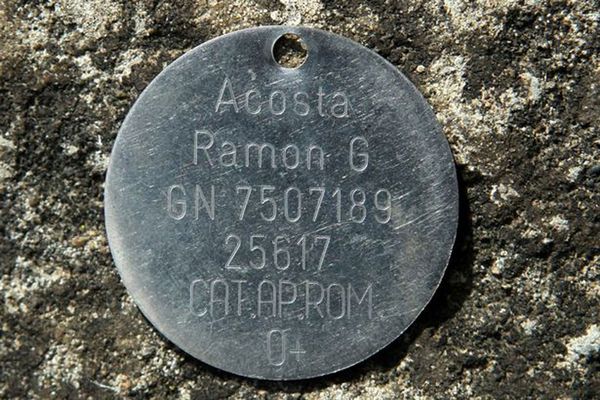 Acosta
Ramon G
GN 7507189
25617
CAT.AP.ROM
O+